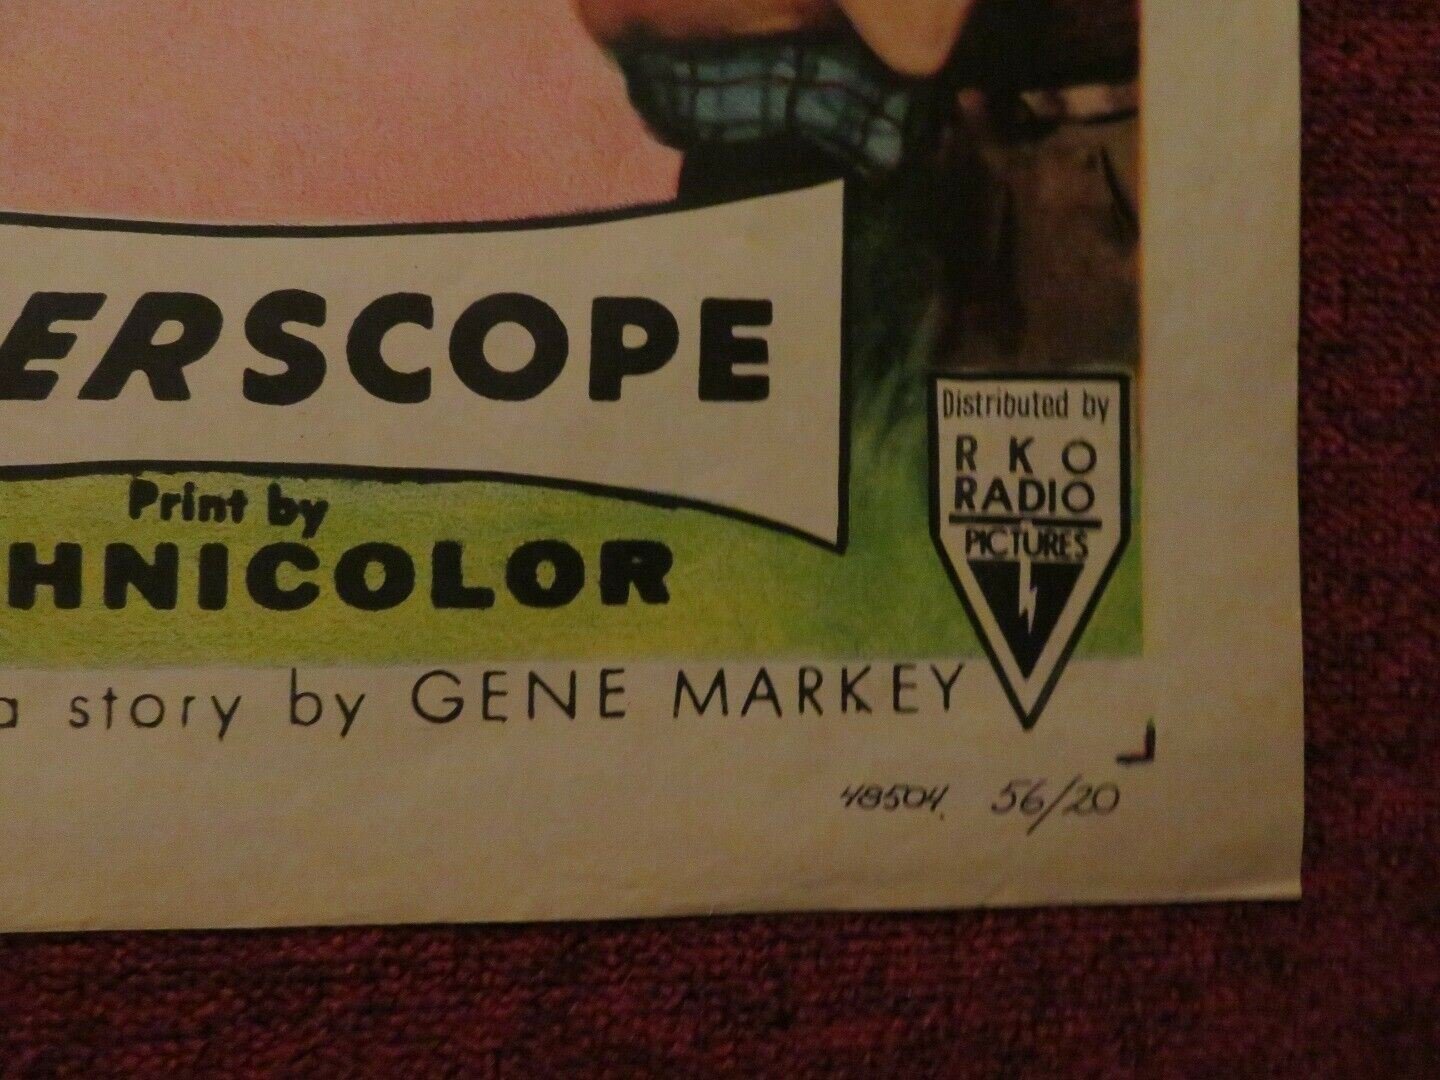 ERSCOPE
Print by
HNICOLOR
a story by GENE MARKEY
Distributed by
RKO
RADIO
PICTURES
48504. 56/20